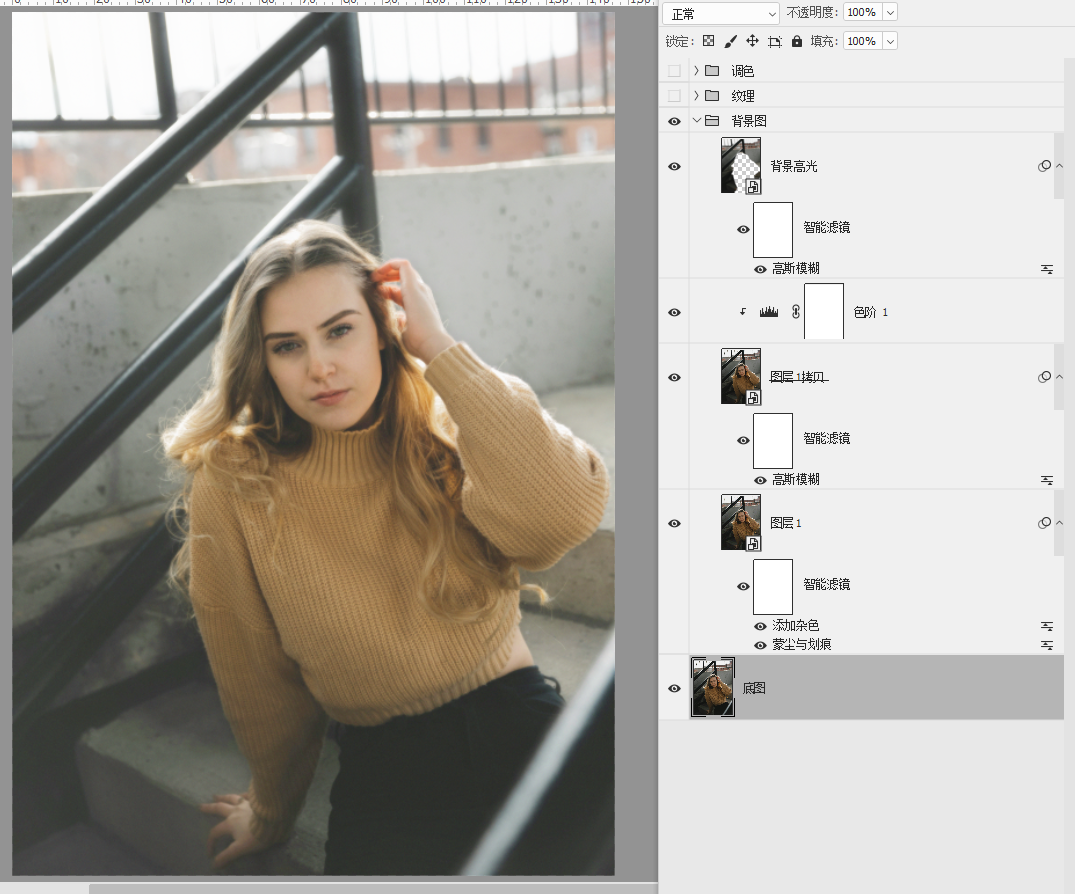 正常
不透明度: 100%
锁定: 填充: 100%
调色
纹理
背景图
背景高光
智能滤镜
高斯模糊
色阶 1
图层 1拷贝
智能滤镜
高斯模糊
图层 1
智能滤镜
添加杂色
蒙尘与划痕
底图